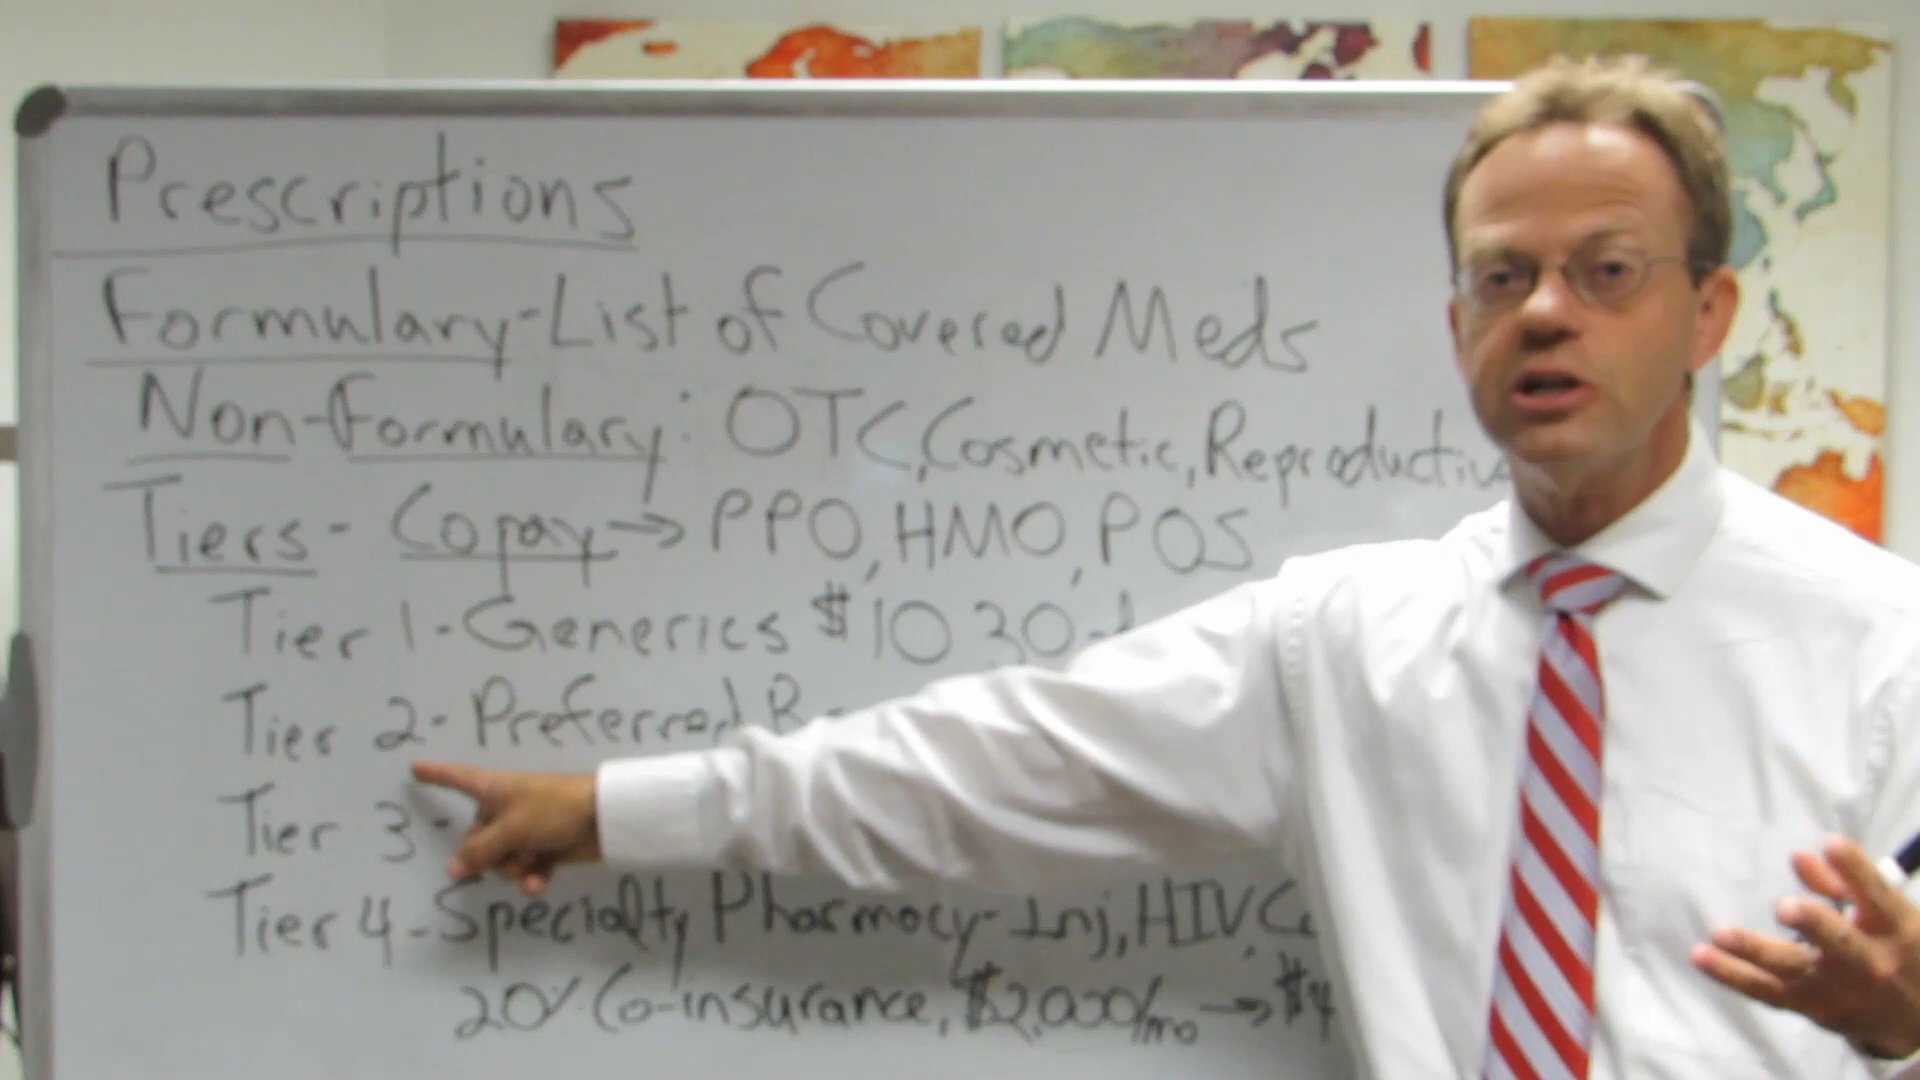 Prescriptions
Formulary-List of Covered Meds
Non-Formulary: OTC, Cosmetic, Reproductive
Tiers- Copay→ PPO, HMO, POS
Tier 1-Generics $10 30-
Tier 2-Preferred
Tier 3-
Tier 4-Specialty Pharmacy-Inj, HIV,
20% Co-insurance, $2,000/mo → $4